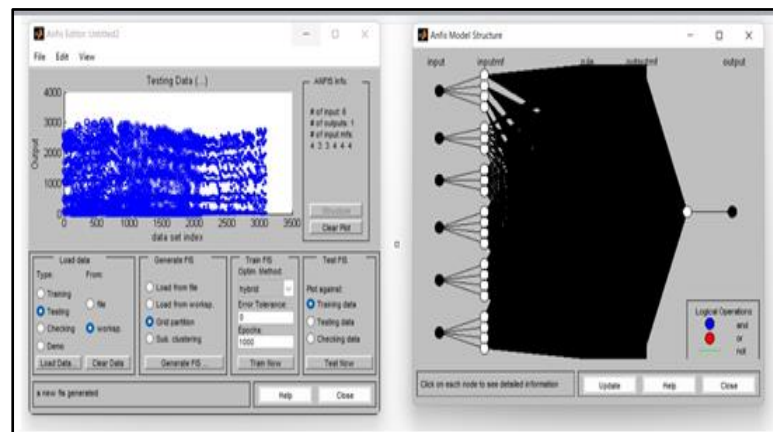 Anfis Editor: Untitled2
File Edit View
Testing Data (...)
4000
3000
2000
1000
0
Output
0 500 1000 1500 2000 2500 3000 3500
data set index
ANFIS Info.
# of input: 6
# of outputs: 1
# of input mfs:
4 3 3 4 4 4
Structure
Clear Plot
Load data
Type: From:
Training
Testing
Checking
Demo
file
worksp.
Load Data... Clear Data
Generate FIS
Load from file
Load from worksp.
Grid partition
Sub. clustering
Generate FIS ...
Train FIS
Optim. Method:
hybrid
Error Tolerance:
0
Epochs:
1000
Train Now
Test FIS
Plot against:
Training data
Testing data
Checking data
Test Now
a new fis generated
Help Close
Anfis Model Structure
input inputmf rule outputmf output
Logical Operations
and
or
not
Click on each node to see detailed information
Update Help Close